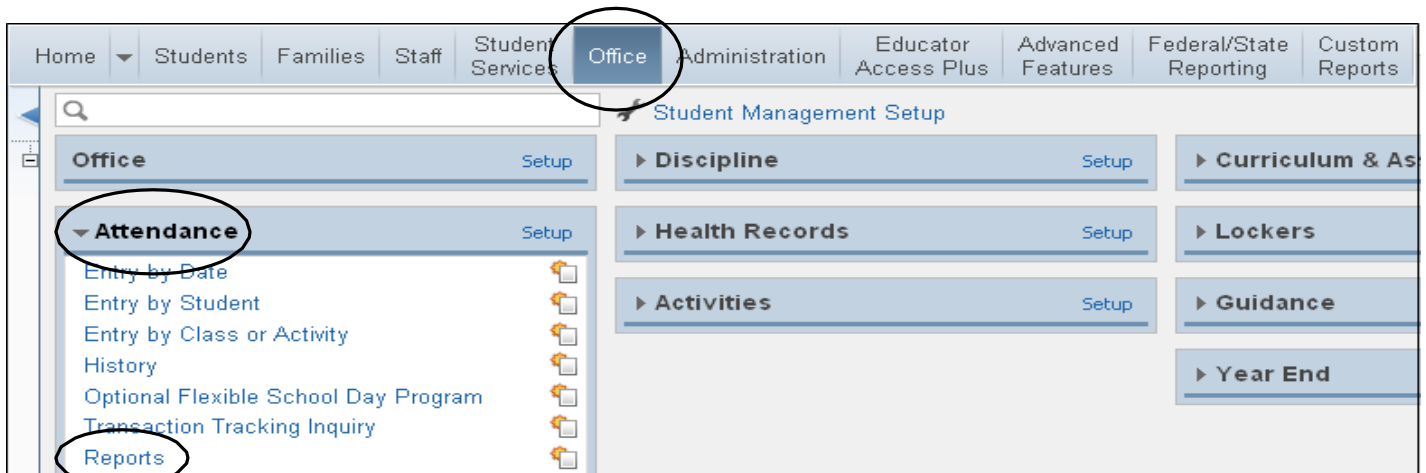 Home Students Families Staff Student Services Office Administration Educator Access Plus Advanced Features Federal/State Reporting Custom Reports
Student Management Setup
Office Setup
Discipline Setup
Curriculum & As
Attendance Setup
Health Records Setup
Lockers
Entry by Date
Entry by Student
Activities Setup
Guidance
Entry by Class or Activity
History
Year End
Optional Flexible School Day Program
Transaction Tracking Inquiry
Reports